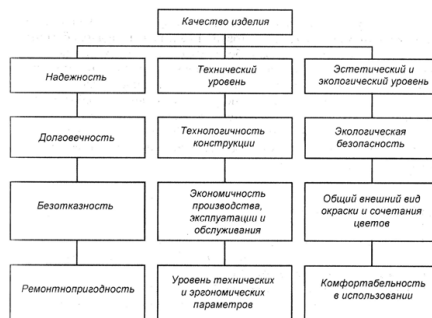 Качество изделия
Надежность
Технический
уровень
Эстетический и
экологический уровень
Долговечность
Технологичность
конструкции
Экологическая
безопасность
Безотказность
Экономичность
производства,
эксплуатации и
обслуживания
Общий внешний вид
окраски и сочетания
цветов
Ремонтнопригодность
Уровень технических
и эргономических
параметров
Комфортабельность
в использовании